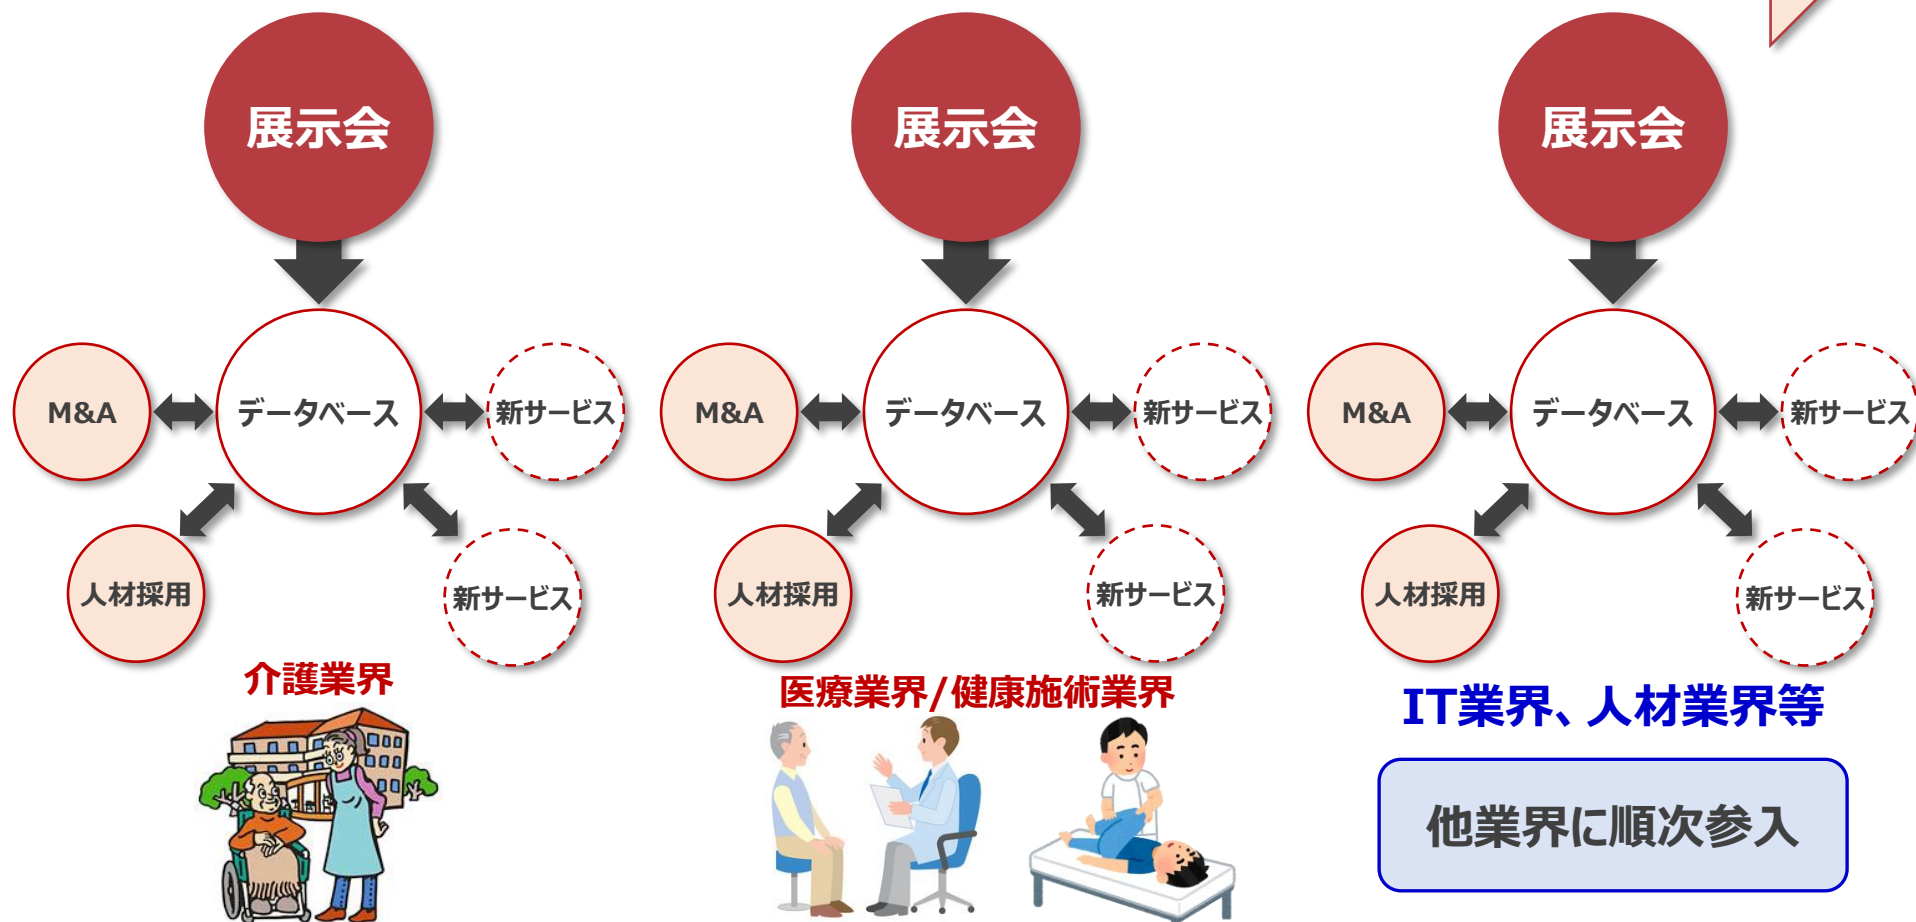 展示会
データベース
M&A
新サービス
人材採用
新サービス
介護業界
展示会
データベース
M&A
新サービス
人材採用
新サービス
医療業界/健康施術業界
展示会
データベース
M&A
新サービス
人材採用
新サービス
IT業界、人材業界等
他業界に順次参入